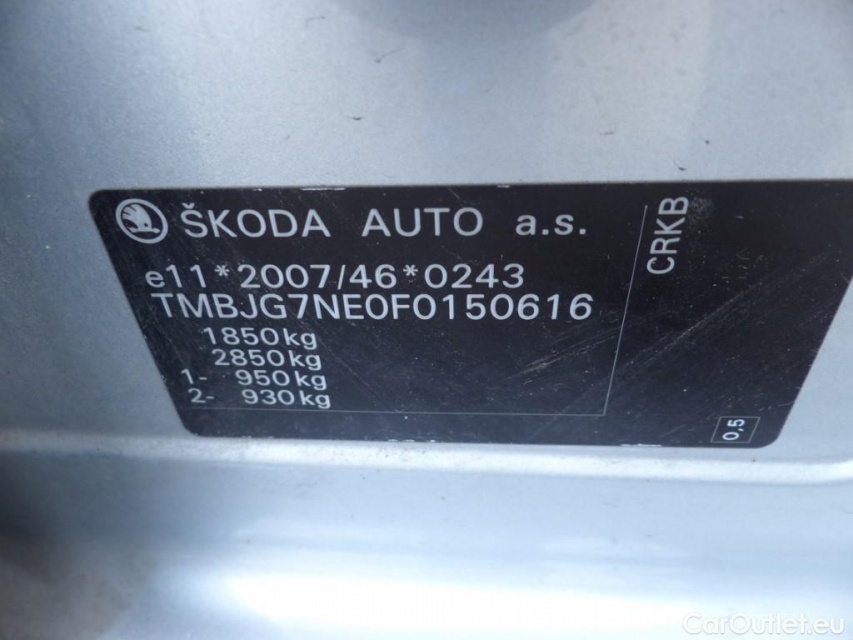 ŠKODA AUTO a.s.
e11*2007/46*0243
TMBJG7NE0F0150616
1850kg
2850kg
1- 950kg
2- 930kg
CRKB
0,5
CarOutlet.eu